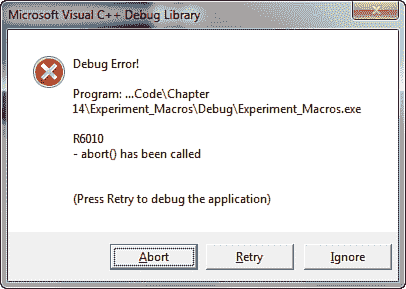 Microsoft Visual C++ Debug Library
Debug Error!
Program: ...Code\Chapter
14\Experiment_Macros\Debug\Experiment_Macros.exe
R6010
- abort() has been called
(Press Retry to debug the application)
Abort
Retry
Ignore